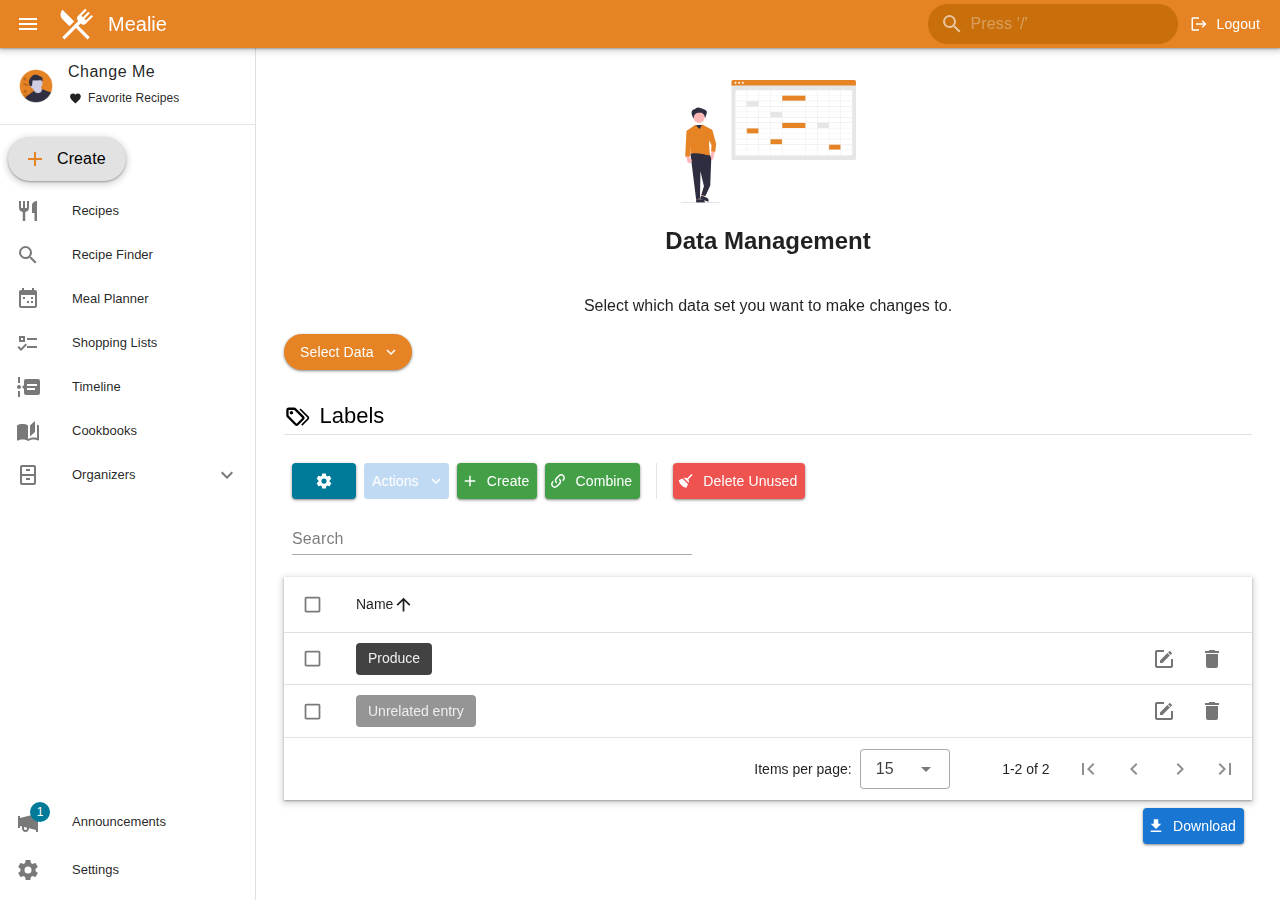 Mealie
Press '/'
Logout
Change Me
Favorite Recipes
Create
Recipes
Recipe Finder
Meal Planner
Shopping Lists
Timeline
Cookbooks
Organizers
1
Announcements
Settings
Data Management
Select which data set you want to make changes to.
Select Data
Labels
Actions
Create
Combine
Delete Unused
Search
Name
Produce
Unrelated entry
Items per page:
15
1-2 of 2
Download